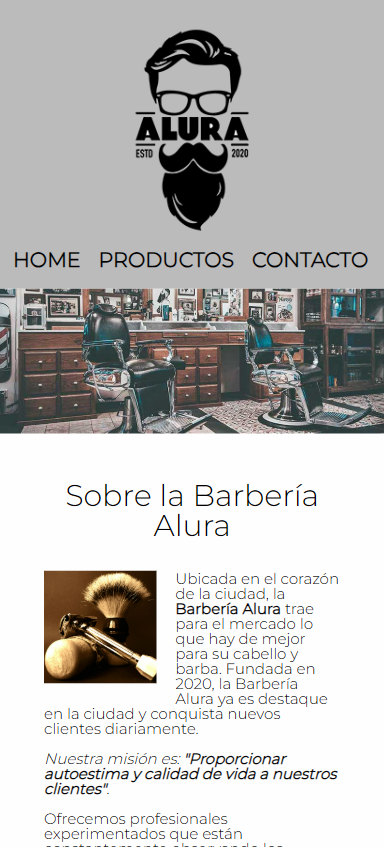 ALURA
ESTD 2020
HOME PRODUCTOS CONTACTO
Sobre la Barbería
Alura
Ubicada en el corazón
de la ciudad, la
Barbería Alura trae
para el mercado lo
que hay de mejor
para su cabello y
barba. Fundada en
2020, la Barbería
Alura ya es destaque
en la ciudad y conquista nuevos
clientes diariamente.
Nuestra misión es: "Proporcionar
autoestima y calidad de vida a nuestros
clientes".
Ofrecemos profesionales
experimentados que están
constantemente observando los